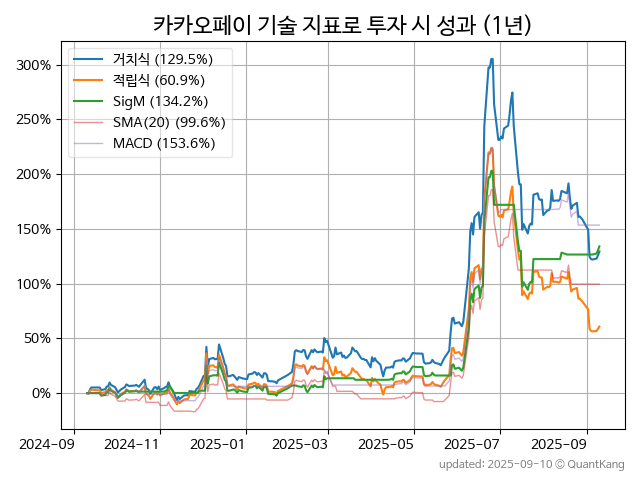 카카오페이 기술 지표로 투자 시 성과 (1년)
거치식 (129.5%)
적립식 (60.9%)
SigM (134.2%)
SMA(20) (99.6%)
MACD (153.6%)
300%
250%
200%
150%
100%
50%
0%
2024-09 2024-11 2025-01 2025-03 2025-05 2025-07 2025-09
updated: 2025-09-10 © QuantKang